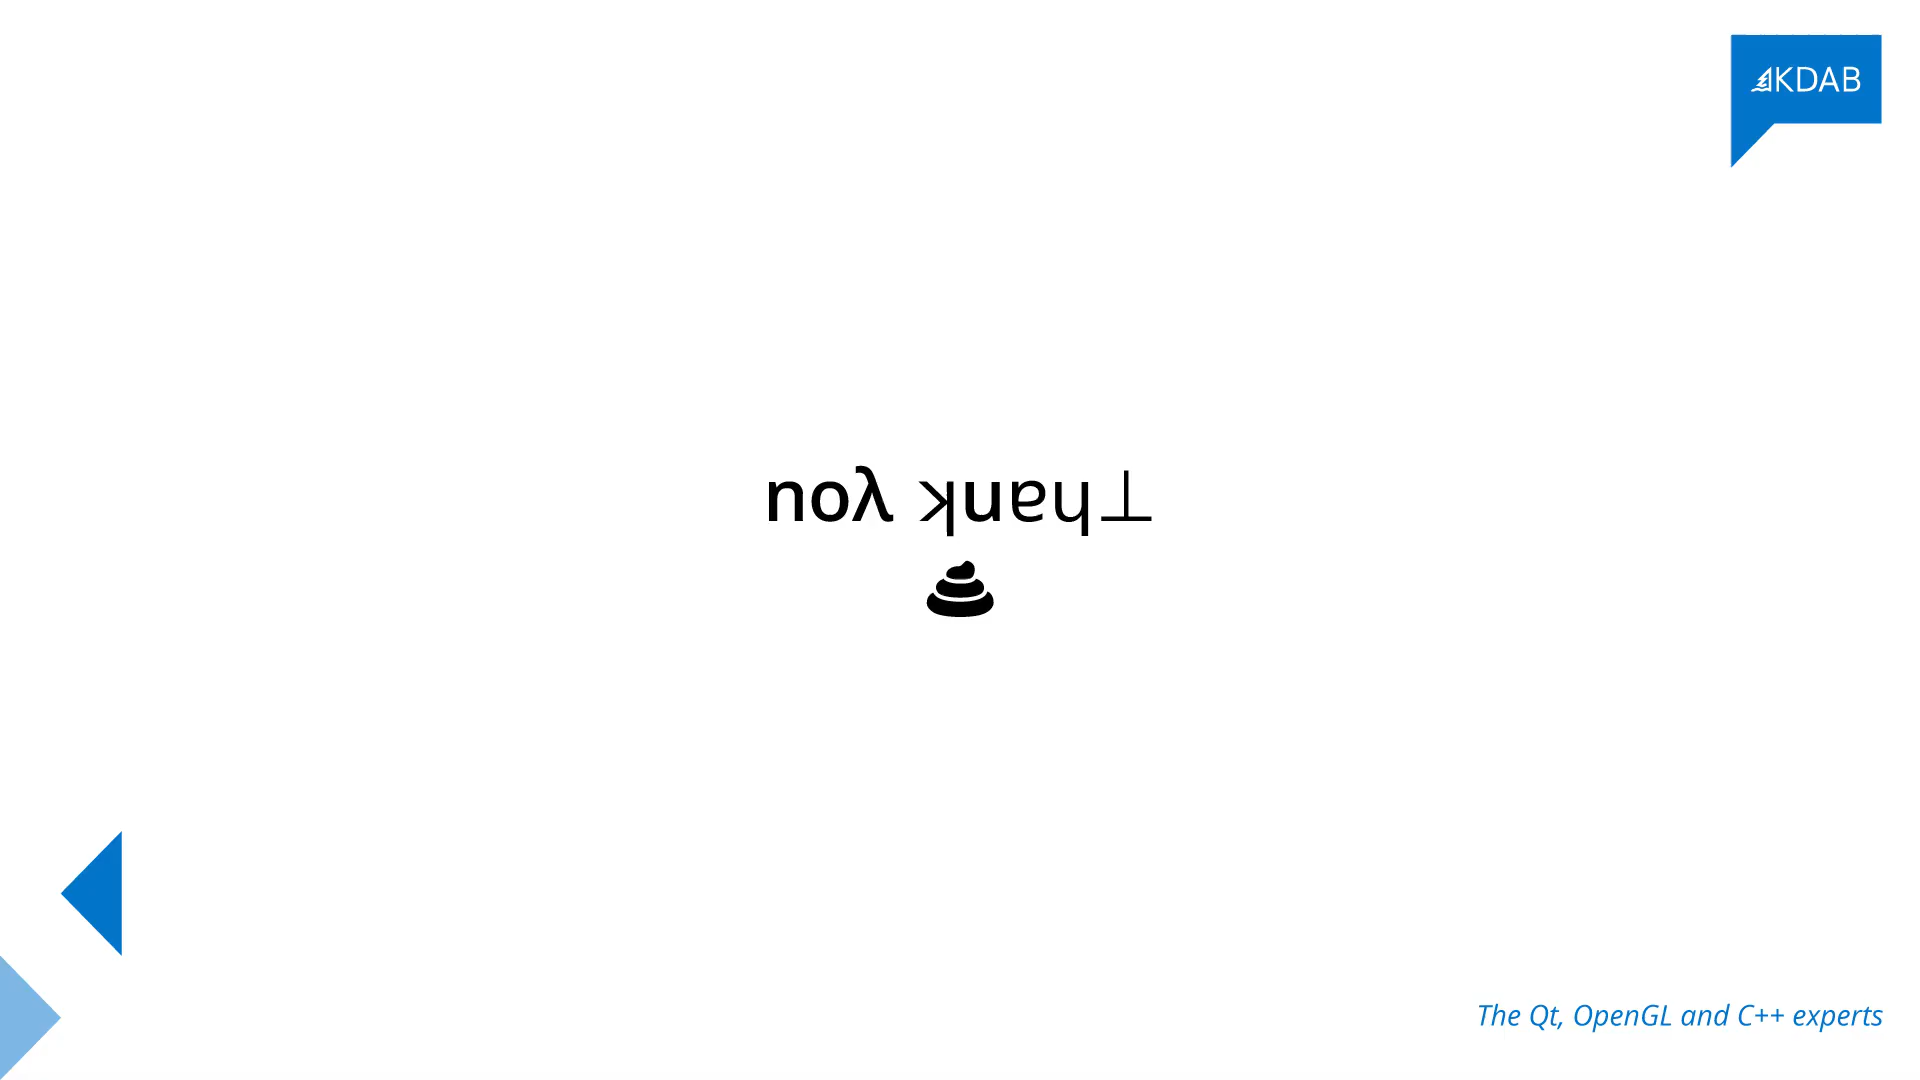 KDAB
noʎ ʞuɐɥ⊥
💩
The Qt, OpenGL and C++ experts